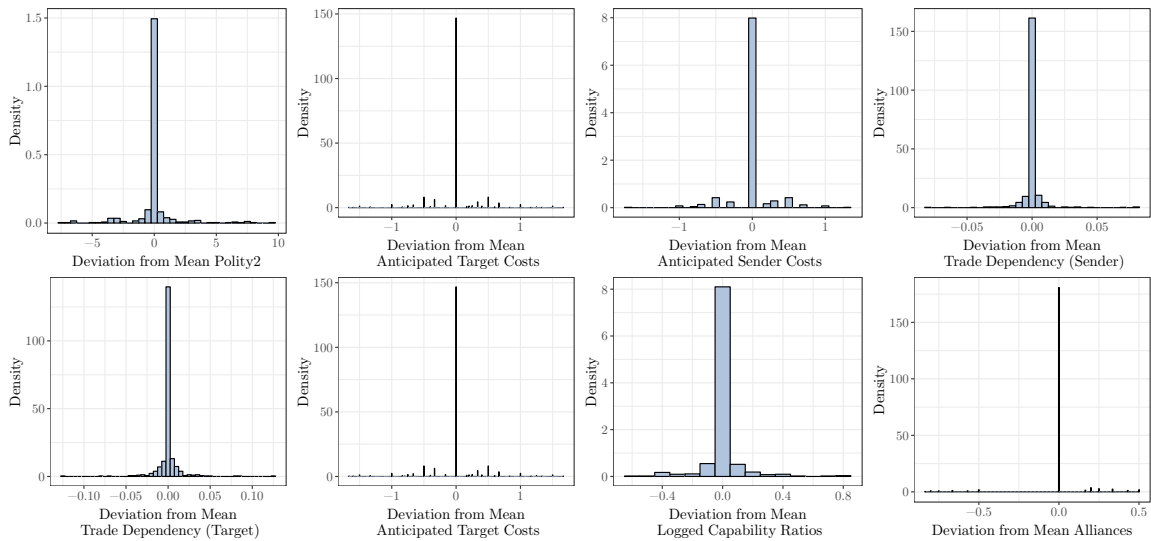 1.5
1.0
0.5
0.0
Density
−5
0
5
10
Deviation from Mean Polity2
150
100
50
0
Density
−1
0
1
Deviation from Mean
Anticipated Target Costs
8
6
4
2
0
Density
−1
0
1
Deviation from Mean
Anticipated Sender Costs
150
100
50
0
Density
−0.05
0.00
0.05
Deviation from Mean
Trade Dependency (Sender)
100
50
0
Density
−0.10
−0.05
0.00
0.05
0.10
Deviation from Mean
Trade Dependency (Target)
150
100
50
0
Density
−1
0
1
Deviation from Mean
Anticipated Target Costs
8
6
4
2
0
Density
−0.4
0.0
0.4
0.8
Deviation from Mean
Logged Capability Ratios
150
100
50
0
Density
−0.5
0.0
0.5
Deviation from Mean Alliances